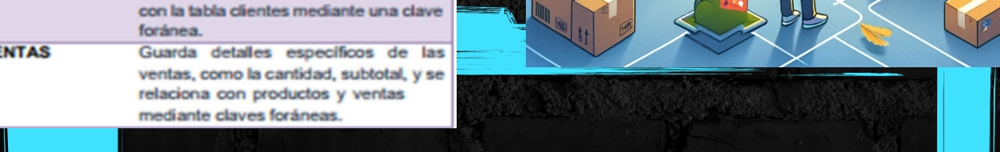 con la tabla clientes mediante una clave
foránea.
ENTAS
Guarda detalles específicos de las
ventas, como la cantidad, subtotal, y se
relaciona con productos y ventas
mediante claves foráneas.